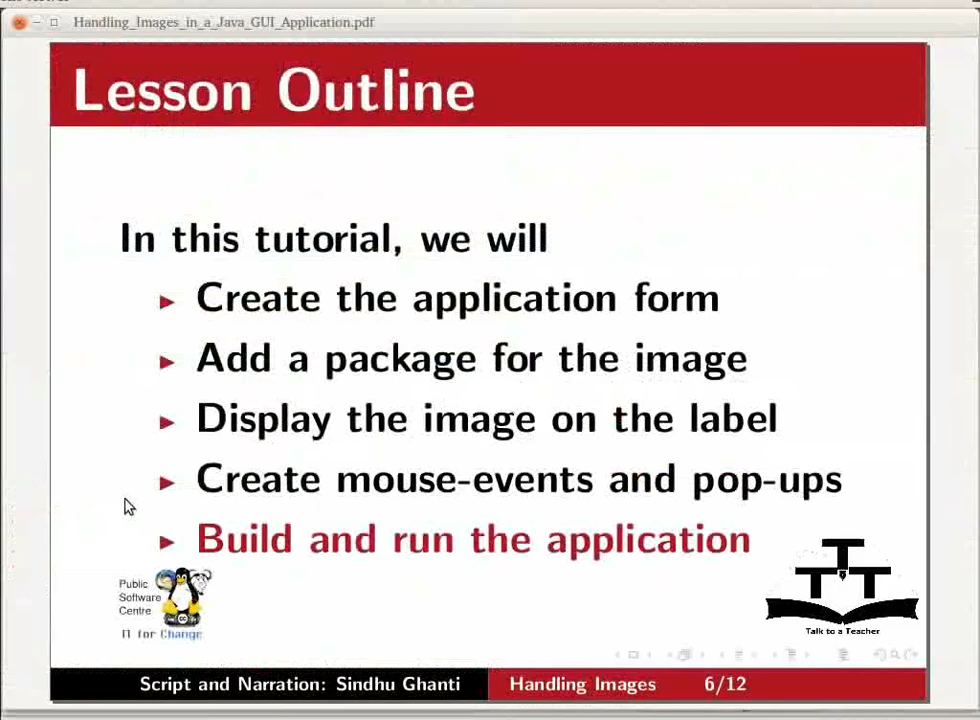 Handling_Images_in_a_Java_GUI_Application.pdf
Lesson Outline
In this tutorial, we will
Create the application form
Add a package for the image
Display the image on the label
Create mouse-events and pop-ups
Build and run the application
Public
Software
Centre
IT for Change
TTT
Talk to a Teacher
Script and Narration: Sindhu Ghanti
Handling Images
6/12